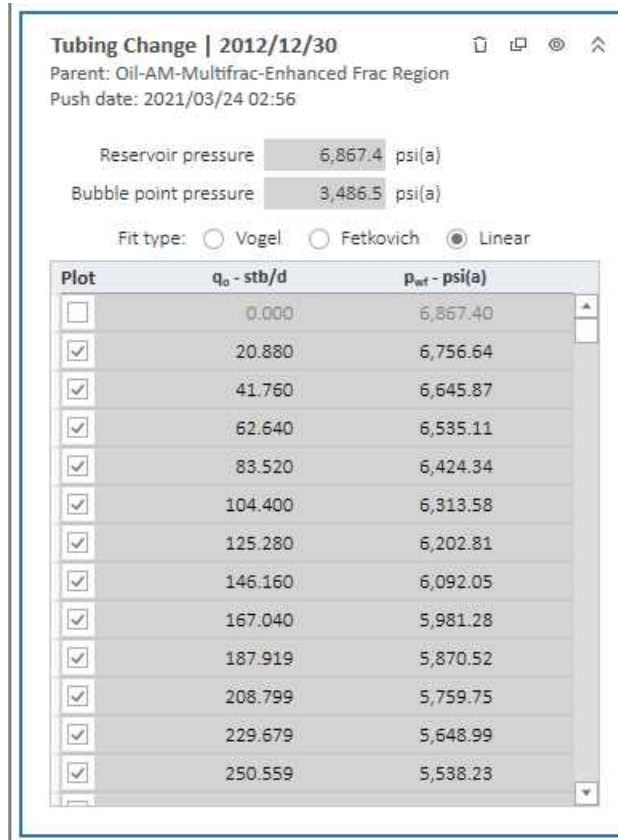 Tubing Change | 2012/12/30
Parent: Oil-AM-Multifrac-Enhanced Frac Region
Push date: 2021/03/24 02:56
Reservoir pressure 6,867.4 psi(a)
Bubble point pressure 3,486.5 psi(a)
Fit type: Vogel Fetkovich Linear
Plot qₒ - stb/d p_wf - psi(a)
0.000 6,867.40
20.880 6,756.64
41.760 6,645.87
62.640 6,535.11
83.520 6,424.34
104.400 6,313.58
125.280 6,202.81
146.160 6,092.05
167.040 5,981.28
187.919 5,870.52
208.799 5,759.75
229.679 5,648.99
250.559 5,538.23